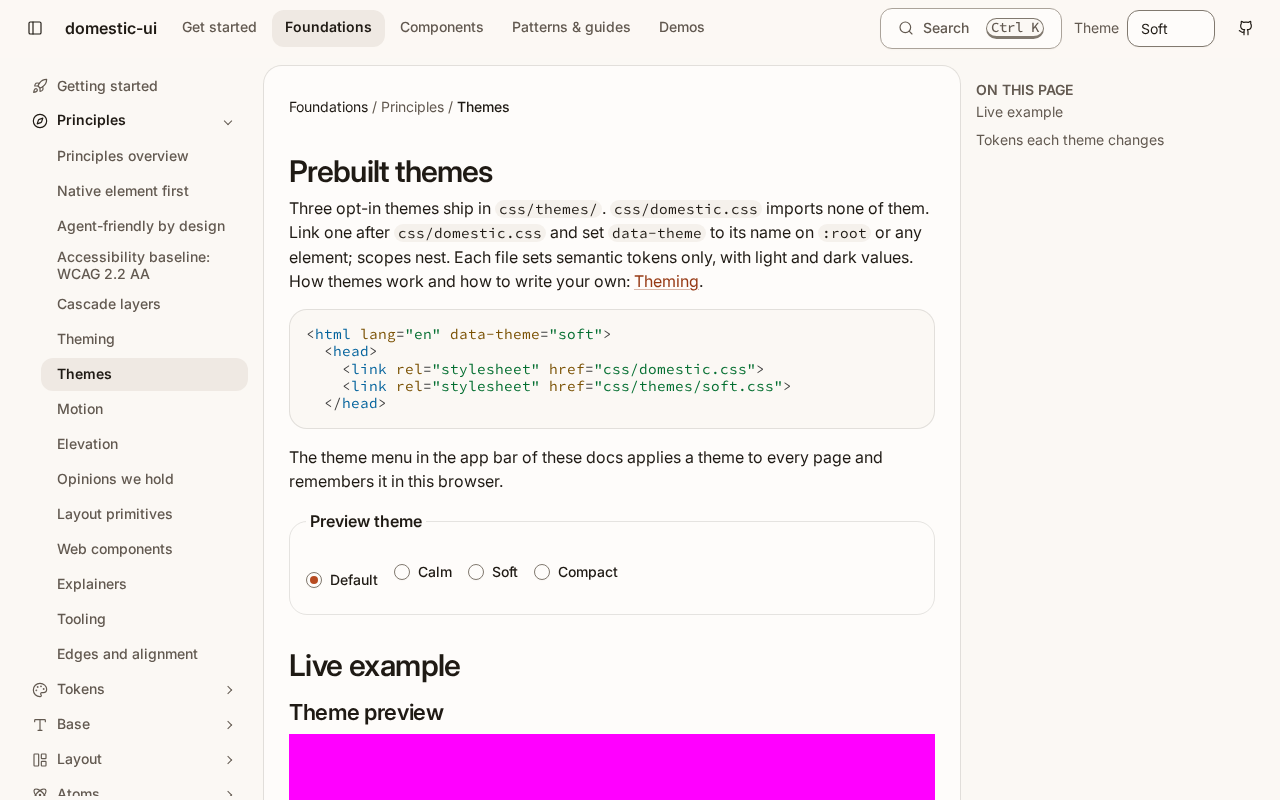 domestic-ui
Get started
Foundations
Components
Patterns & guides
Demos
Search
Ctrl K
Theme
Soft
Getting started
Principles
Principles overview
Native element first
Agent-friendly by design
Accessibility baseline:
WCAG 2.2 AA
Cascade layers
Theming
Themes
Motion
Elevation
Opinions we hold
Layout primitives
Web components
Explainers
Tooling
Edges and alignment
Tokens
Base
Layout
Atoms
Foundations / Principles / Themes
Prebuilt themes
Three opt-in themes ship in css/themes/. css/domestic.css imports none of them.
Link one after css/domestic.css and set data-theme to its name on :root or any
element; scopes nest. Each file sets semantic tokens only, with light and dark values.
How themes work and how to write your own: Theming.
<html lang="en" data-theme="soft">
  <head>
    <link rel="stylesheet" href="css/domestic.css">
    <link rel="stylesheet" href="css/themes/soft.css">
  </head>
The theme menu in the app bar of these docs applies a theme to every page and
remembers it in this browser.
Preview theme
Default
Calm
Soft
Compact
Live example
Theme preview
ON THIS PAGE
Live example
Tokens each theme changes